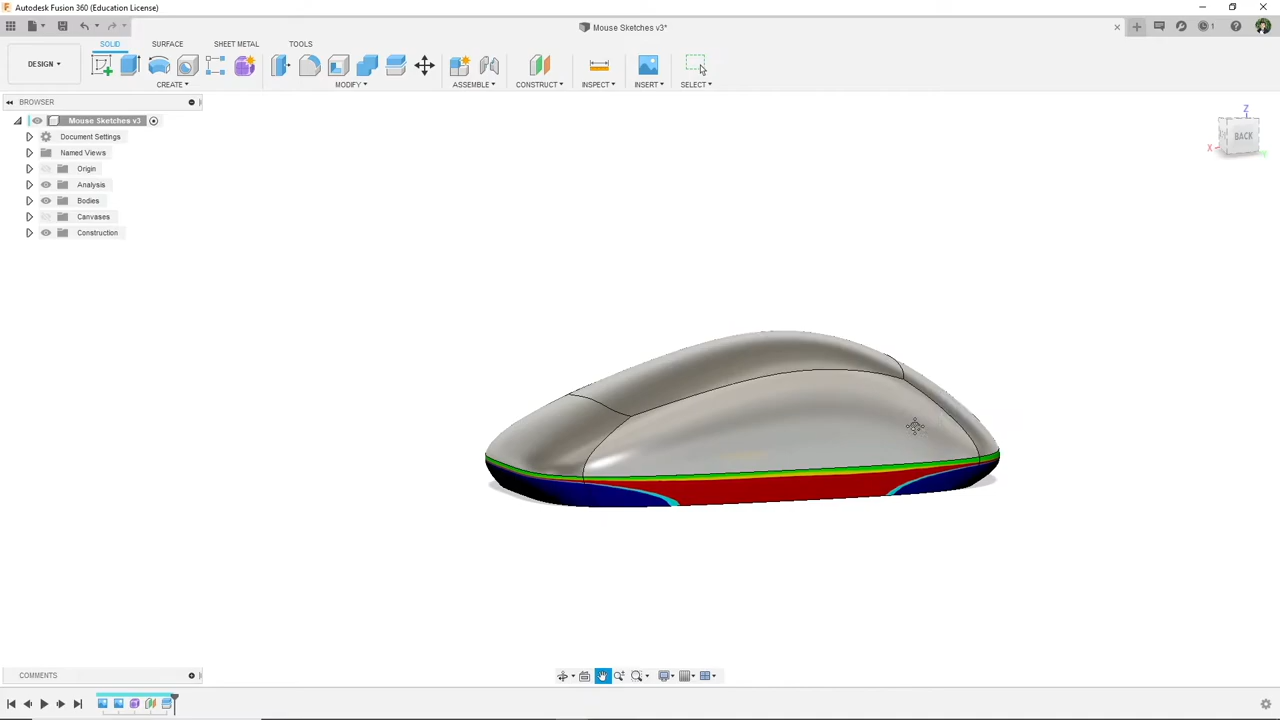 Autodesk Fusion 360 (Education License)
Mouse Sketches v3*
1
DESIGN
SOLID
SURFACE
SHEET METAL
TOOLS
CREATE
MODIFY
ASSEMBLE
CONSTRUCT
INSPECT
INSERT
SELECT
BROWSER
Mouse Sketches v3
Document Settings
Named Views
Origin
Analysis
Bodies
Canvases
Construction
Z
BACK
X
COMMENTS